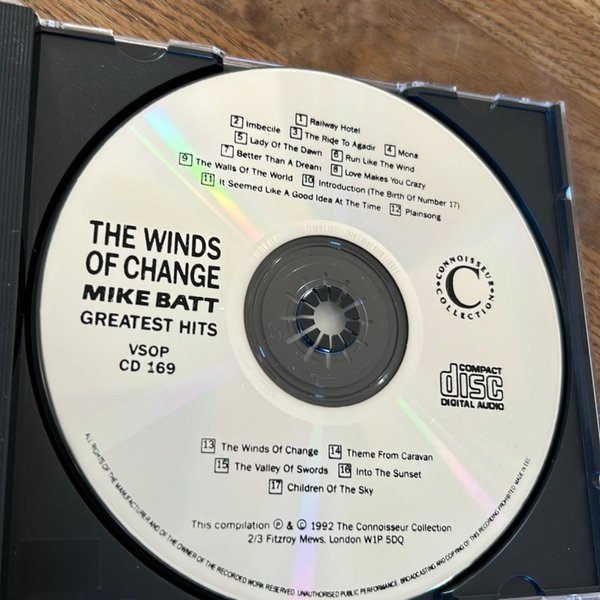 1 Railway Hotel
2 Imbecile 3 The Ride To Agadir 4 Mona
5 Lady Of The Dawn 6 Run Like The Wind
7 Better Than A Dream 8 Love Makes You Crazy
9 The Walls Of The World 10 Introduction (The Birth Of Number 17)
11 It Seemed Like A Good Idea At The Time 12 Plainsong
THE WINDS
OF CHANGE
MIKE BATT
GREATEST HITS
VSOP
CD 169
CONNOISSEUR
C
COLLECTION
COMPACT
disc
DIGITAL AUDIO
13 The Winds Of Change 14 Theme From Caravan
15 The Valley Of Swords 16 Into The Sunset
17 Children Of The Sky
This compilation ℗ & © 1992 The Connoisseur Collection
2/3 Fitzroy Mews, London W1P 5DQ
ALL RIGHTS OF THE MANUFACTURER AND OF THE OWNER OF THE RECORDED WORK RESERVED UNAUTHORISED PUBLIC PERFORMANCE, BROADCASTING AND COPYING OF THIS RECORDING PROHIBITED MADE IN EEC